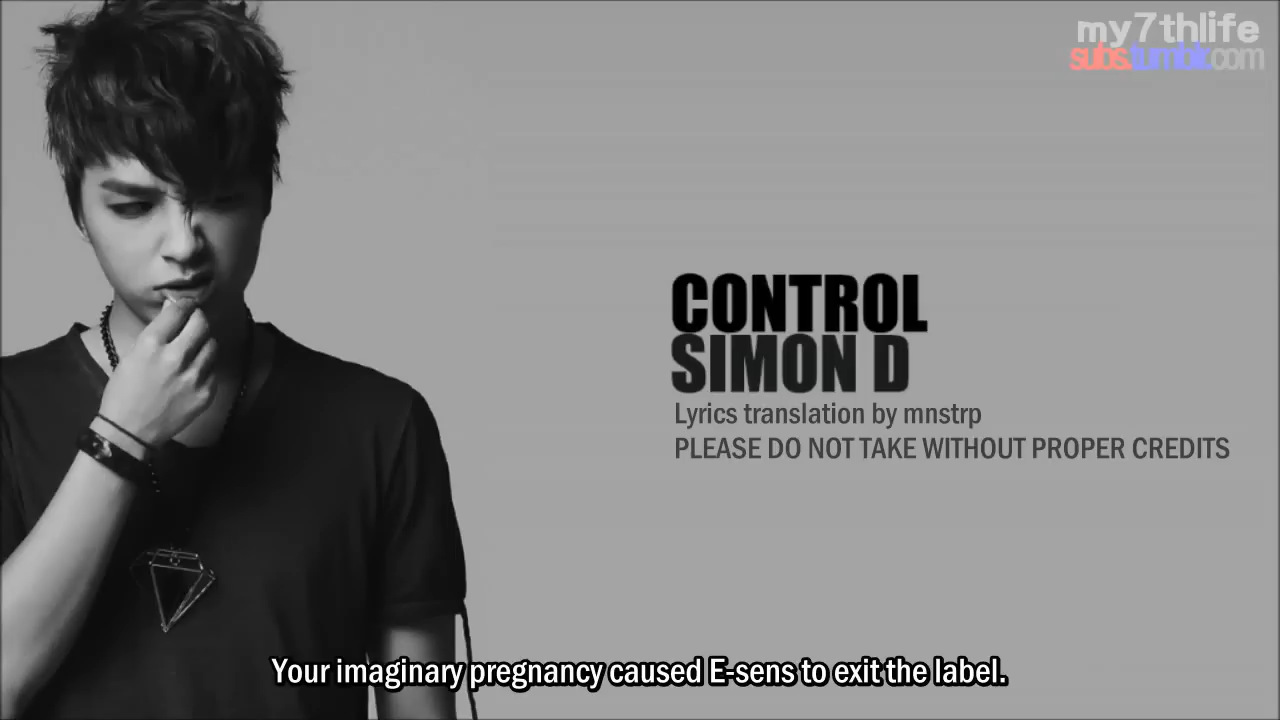 my7thlife
subs.tumblr.com
CONTROL
SIMON D
Lyrics translation by mnstrp
PLEASE DO NOT TAKE WITHOUT PROPER CREDITS
Your imaginary pregnancy caused E-sens to exit the label.